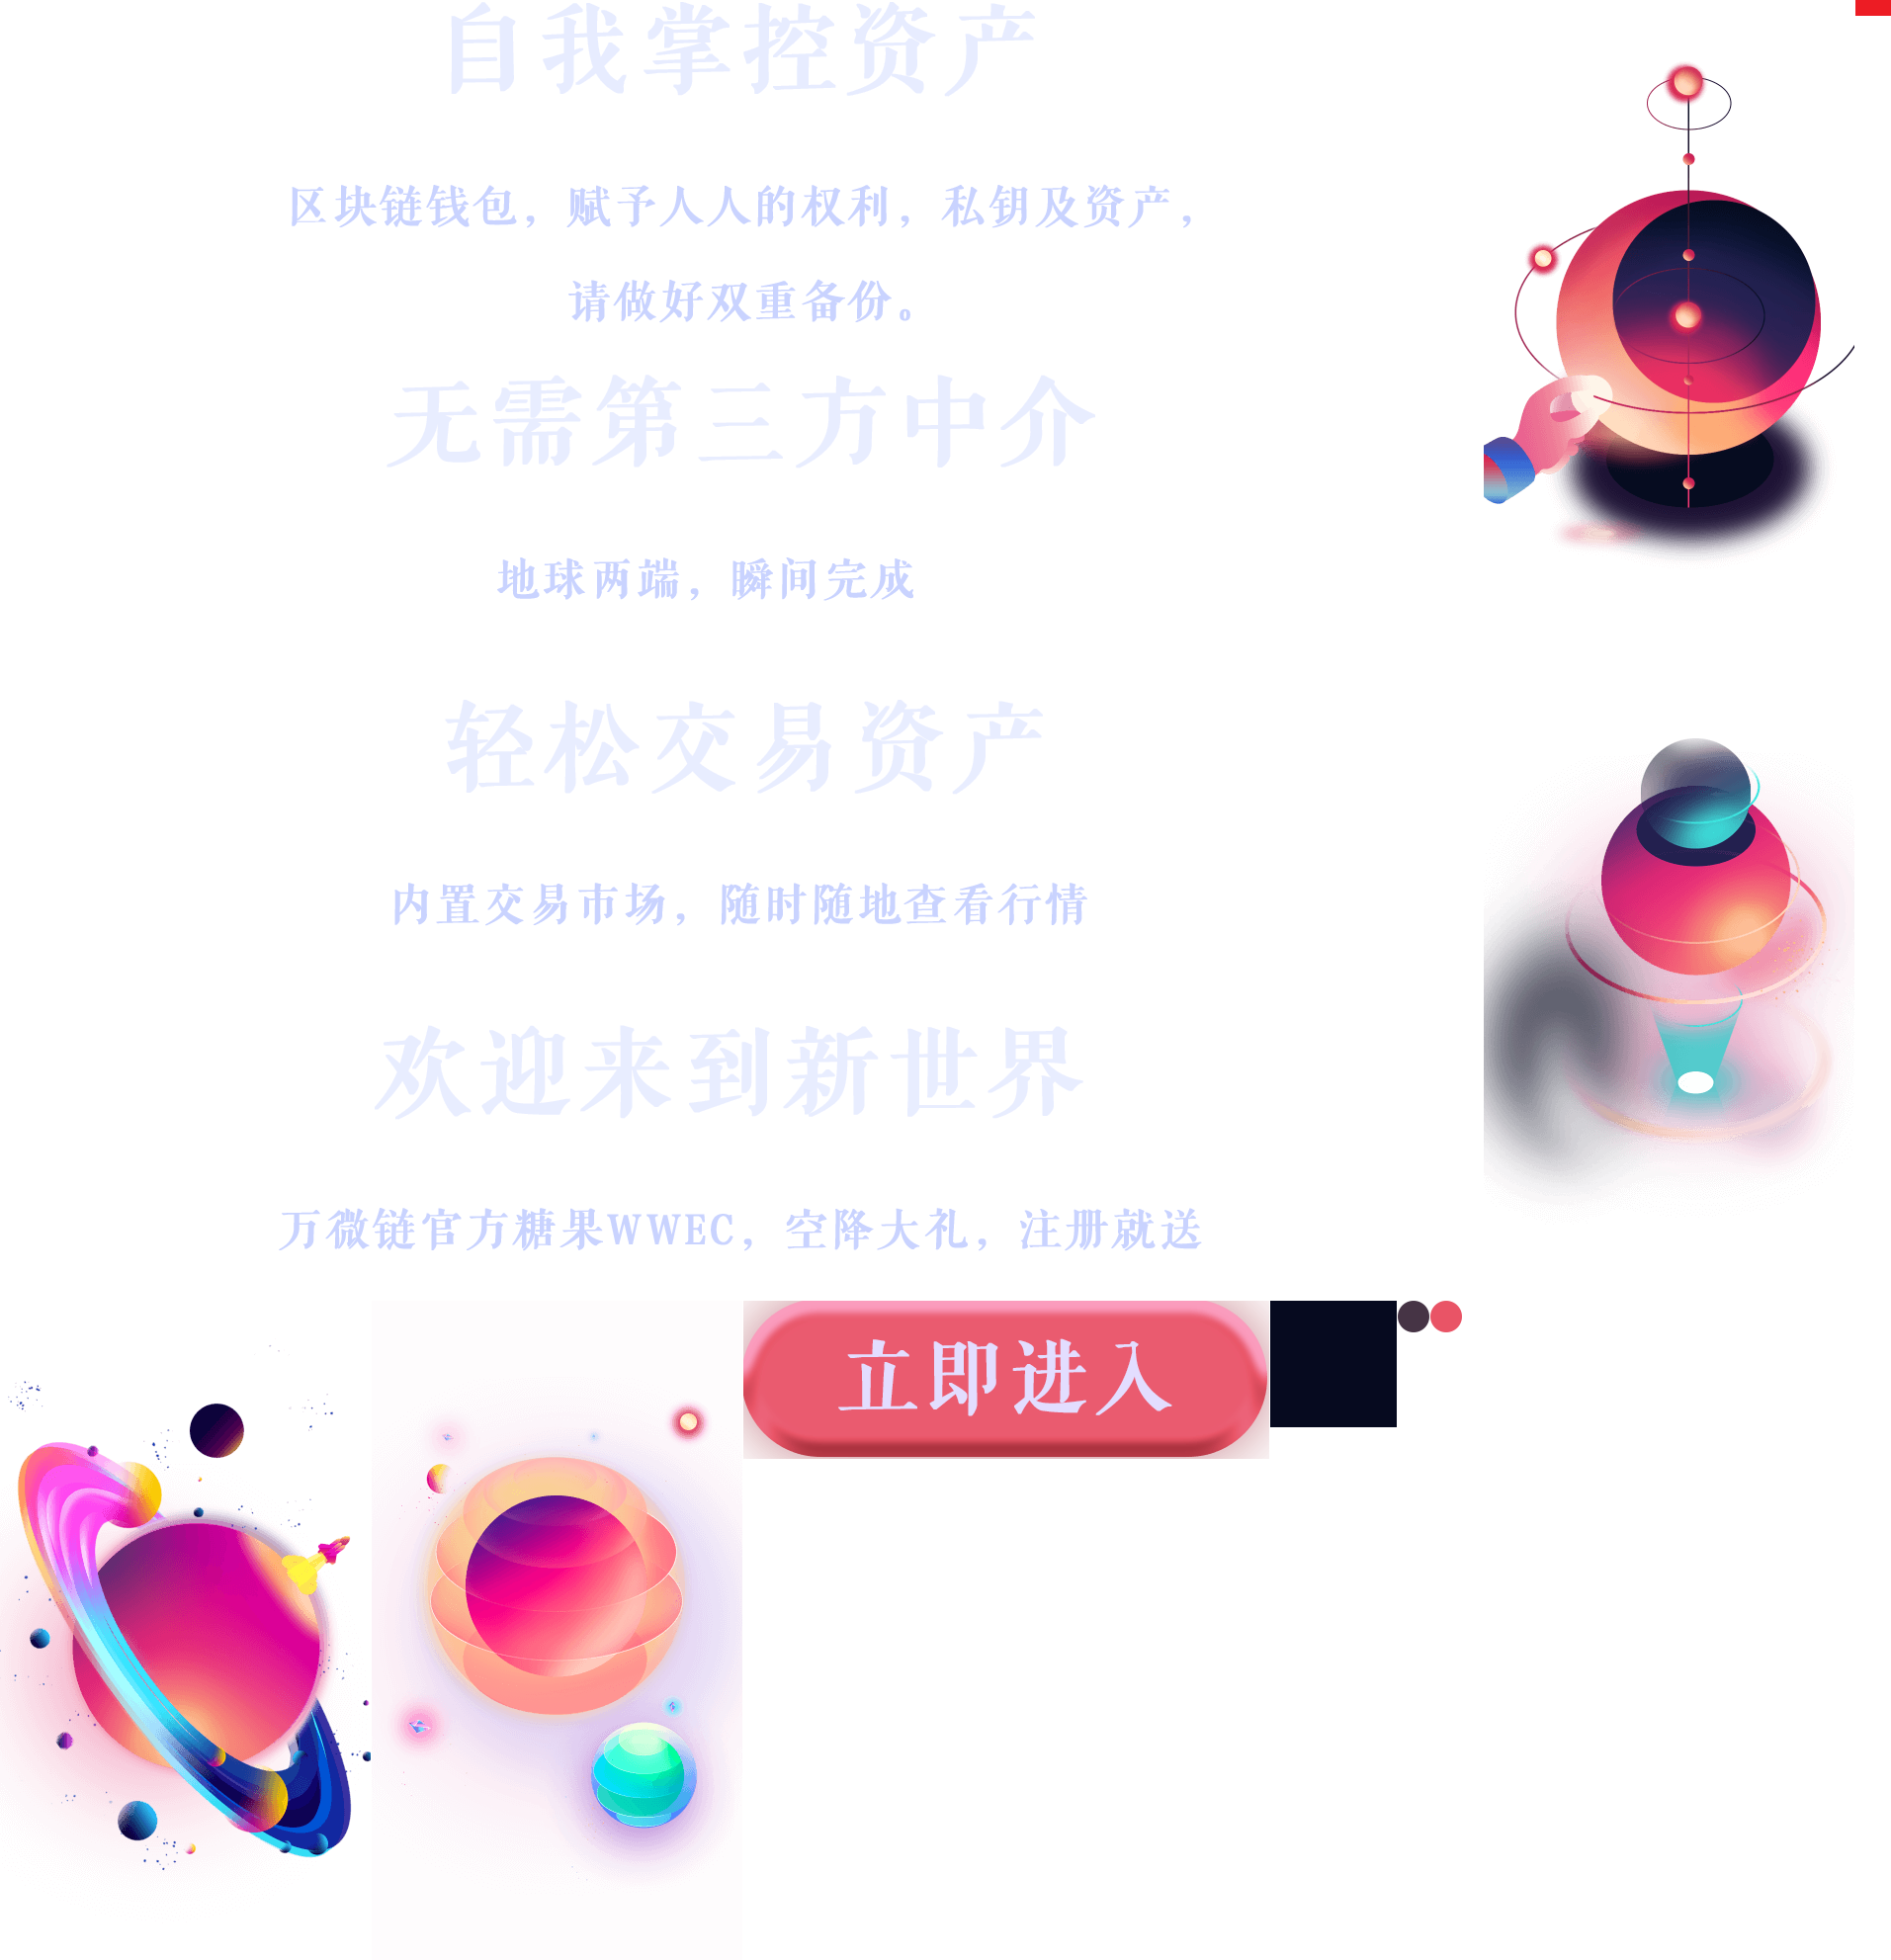 自我掌控资产
区块链钱包，赋予人人的权利，私钥及资产，
请做好双重备份。
无需第三方中介
地球两端，瞬间完成
轻松交易资产
内置交易市场，随时随地查看行情
欢迎来到新世界
万微链官方糖果WWEC，空降大礼，注册就送
立即进入